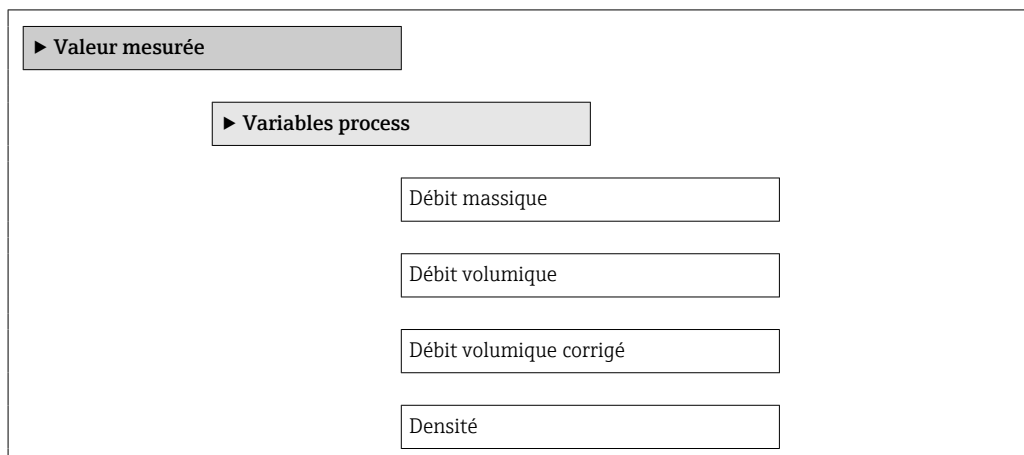 ▶ Valeur mesurée
▶ Variables process
Débit massique
Débit volumique
Débit volumique corrigé
Densité